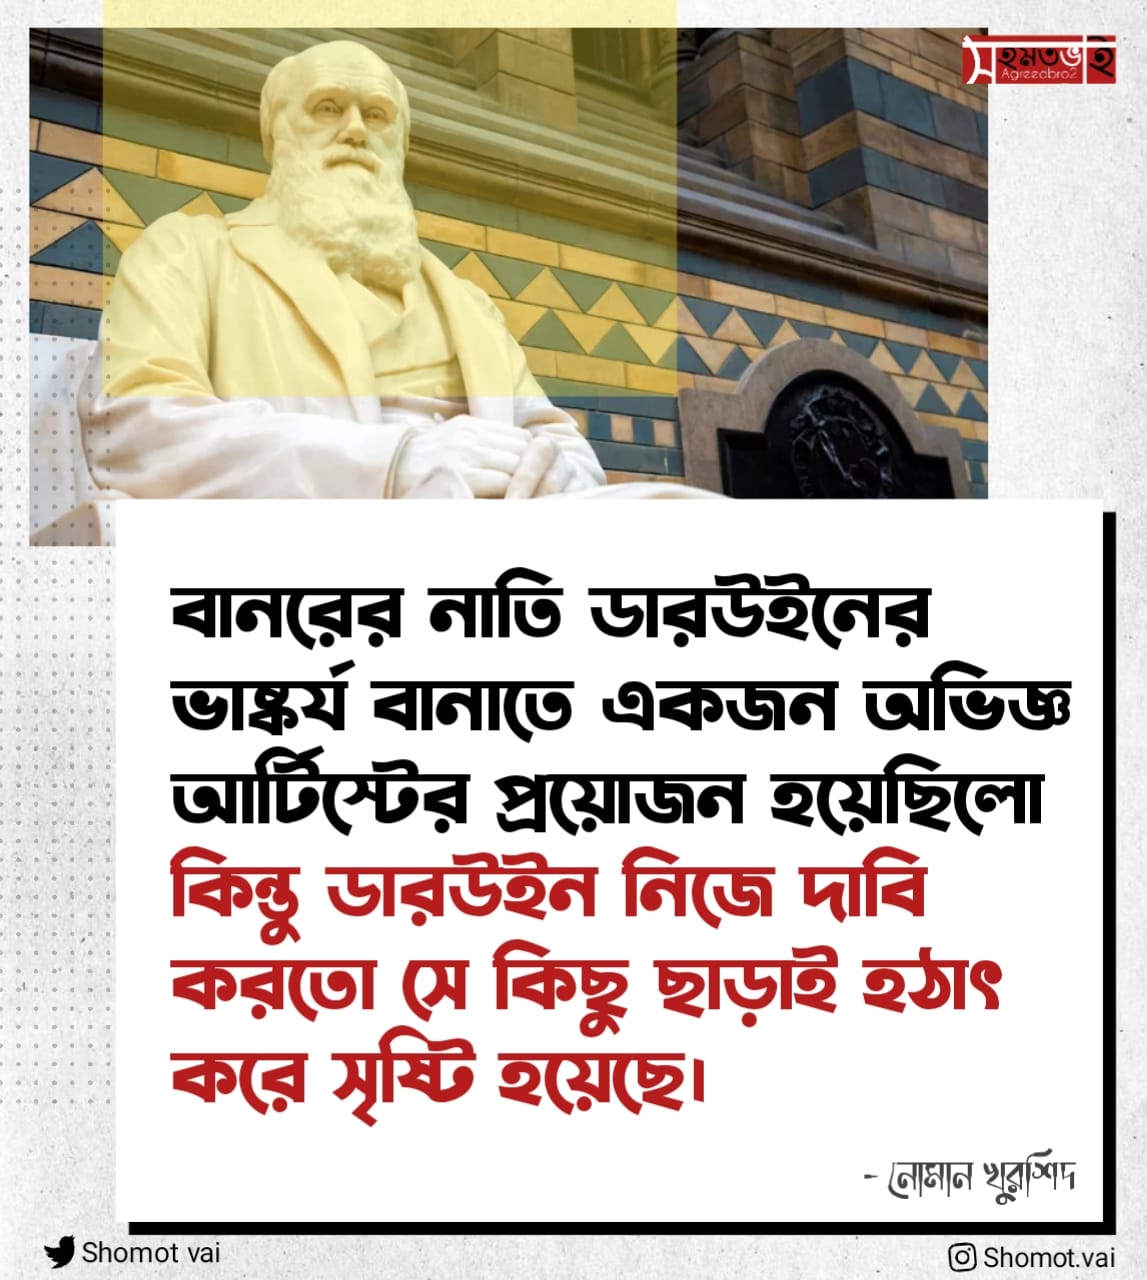 সহমতভাই
Agreeabro2
বানরের নাতি ডারউইনের
ভাস্কর্য বানাতে একজন অভিজ্ঞ
আর্টিস্টের প্রয়োজন হয়েছিলো
কিন্তু ডারউইন নিজে দাবি
করতো সে কিছু ছাড়াই হঠাৎ
করে সৃষ্টি হয়েছে।
- নোমান খুরশিদ
Shomot vai
Shomot.vai